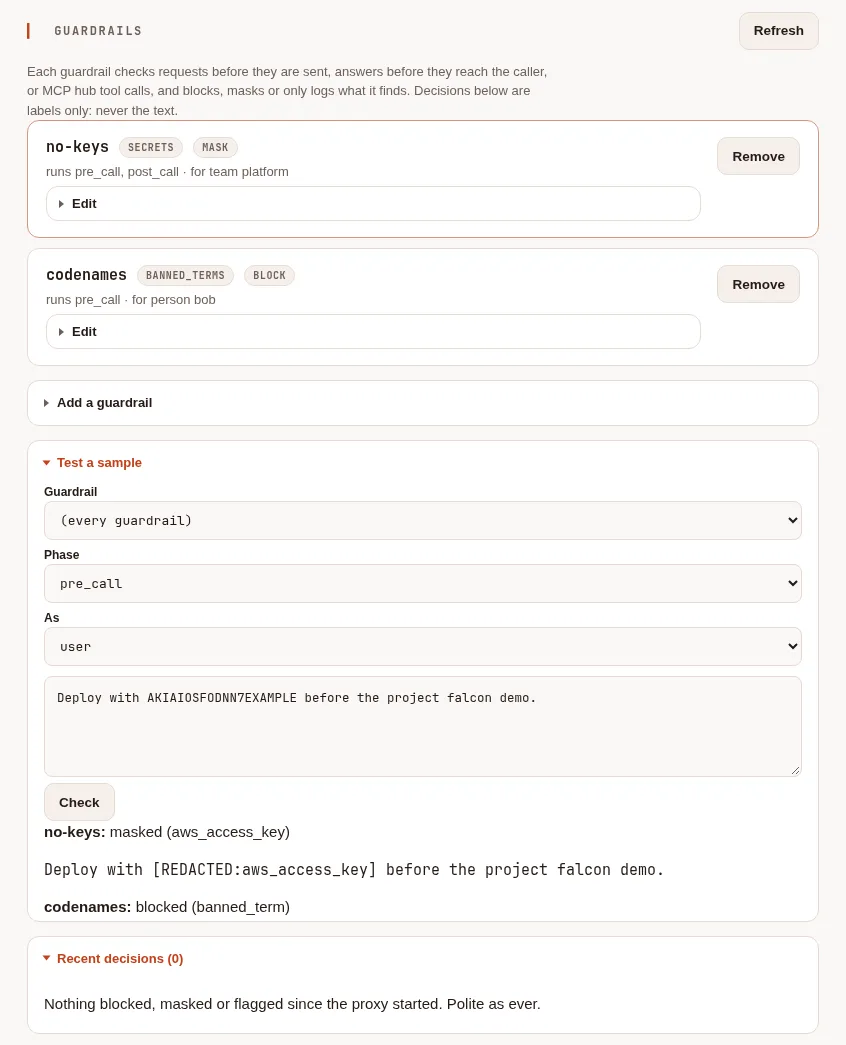 GUARDRAILS
Refresh
Each guardrail checks requests before they are sent, answers before they reach the caller,
or MCP hub tool calls, and blocks, masks or only logs what it finds. Decisions below are
labels only: never the text.
no-keys SECRETS MASK
Remove
runs pre_call, post_call · for team platform
Edit
codenames BANNED_TERMS BLOCK
Remove
runs pre_call · for person bob
Edit
Add a guardrail
Test a sample
Guardrail
(every guardrail)
Phase
pre_call
As
user
Deploy with AKIAIOSFODNN7EXAMPLE before the project falcon demo.
Check
no-keys: masked (aws_access_key)
Deploy with [REDACTED:aws_access_key] before the project falcon demo.
codenames: blocked (banned_term)
Recent decisions (0)
Nothing blocked, masked or flagged since the proxy started. Polite as ever.